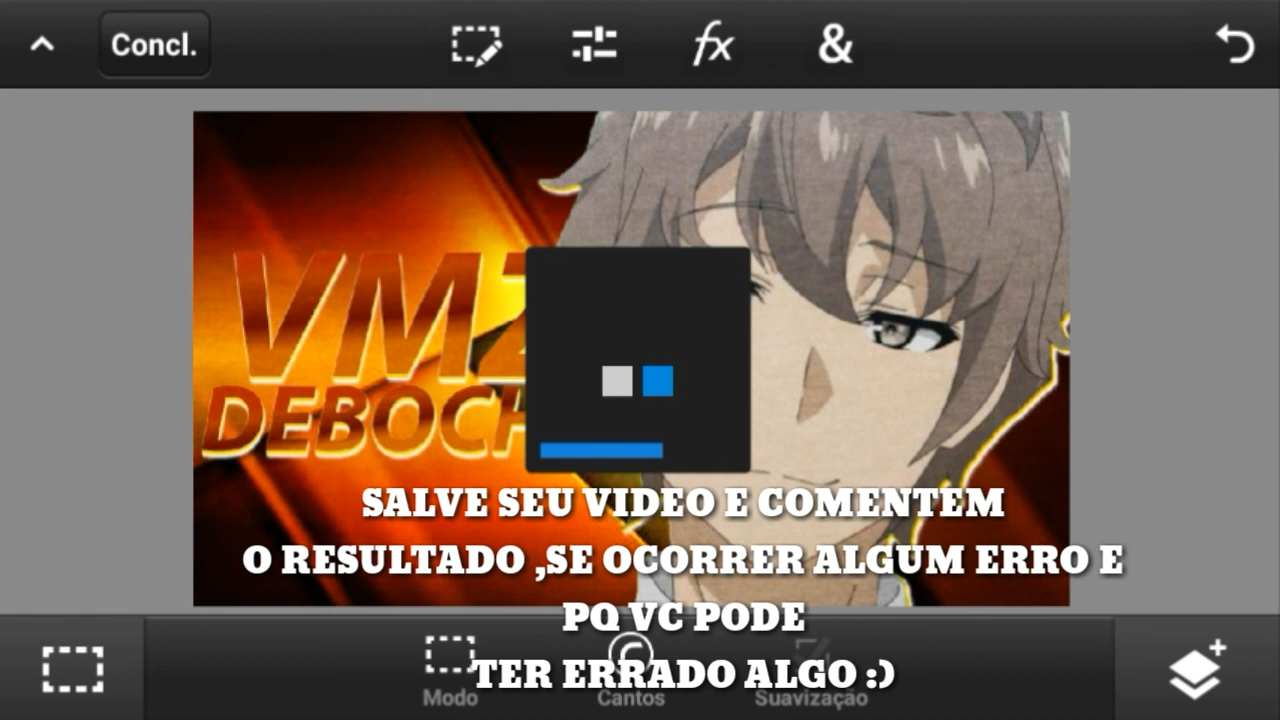 Concl.
fx
&
VMZ
DEBOCH
SALVE SEU VIDEO E COMENTEM
O RESULTADO ,SE OCORRER ALGUM ERRO E
PQ VC PODE
TER ERRADO ALGO :)
Modo
Cantos
Suavização